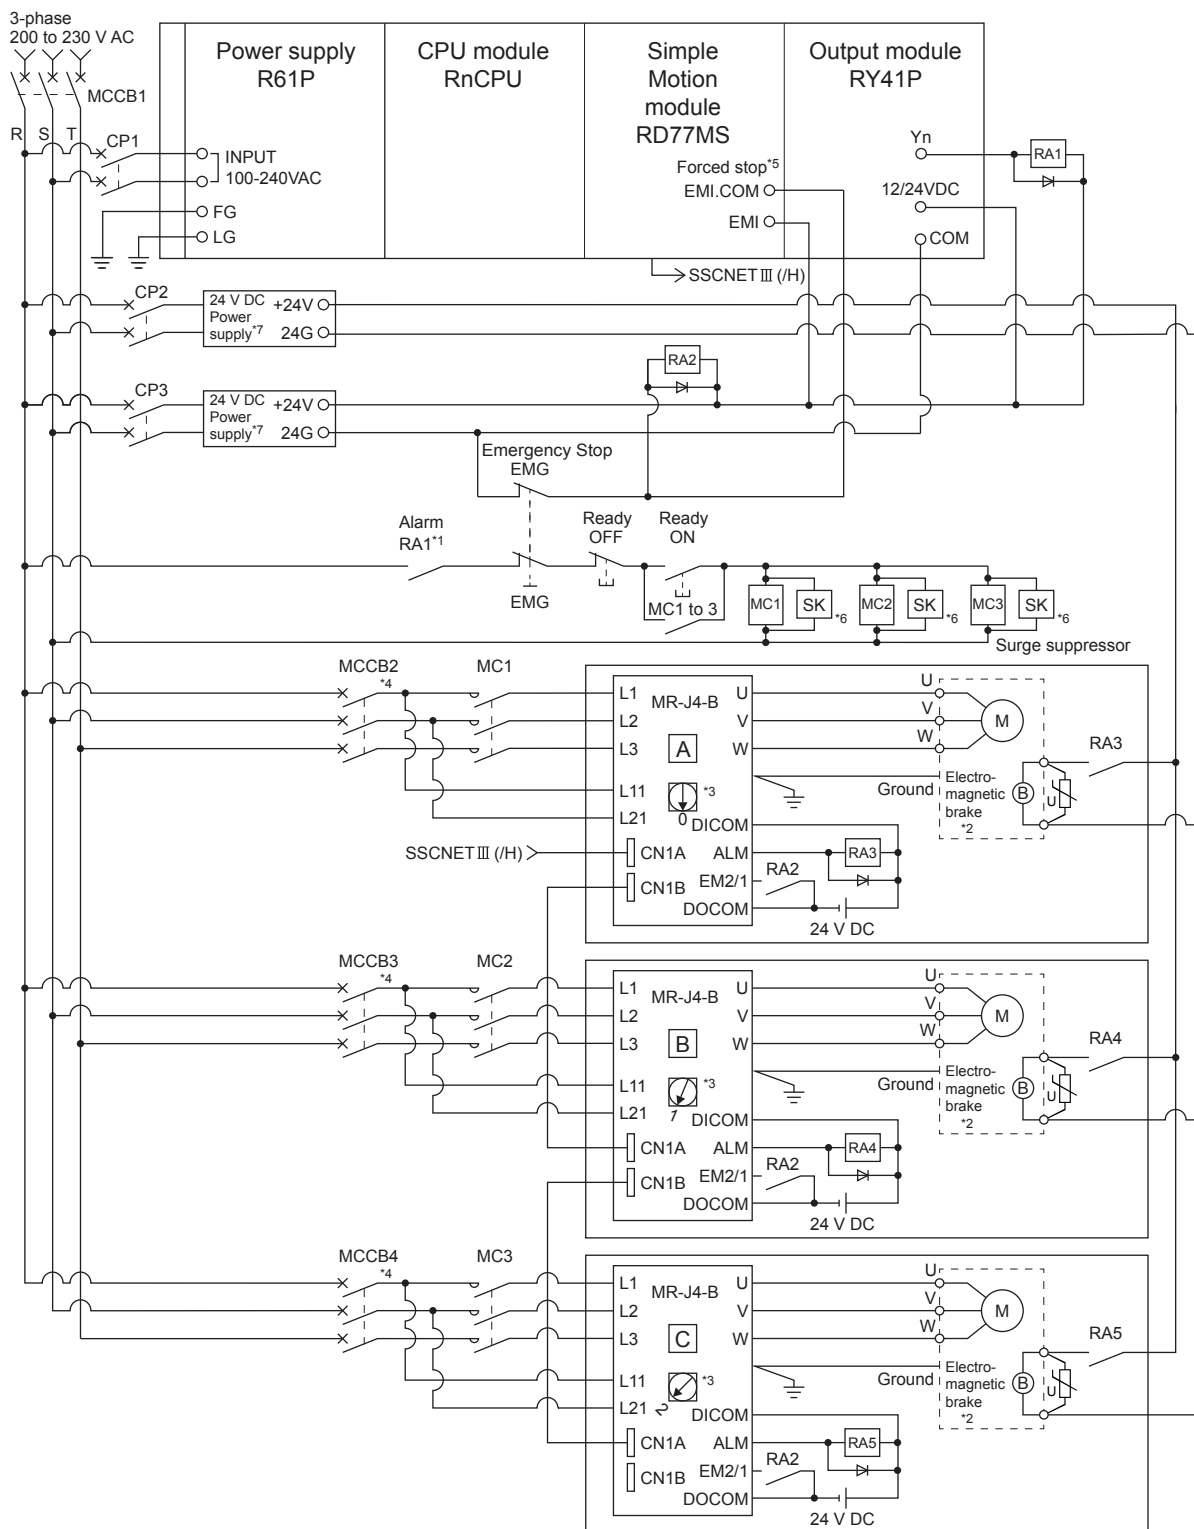 3-phase
200 to 230 V AC
MCCB1
R S T
CP1
Power supply
R61P
CPU module
RnCPU
Simple
Motion
module
RD77MS
Output module
RY41P
INPUT
100-240VAC
FG
LG
Forced stop*5
EMI.COM
EMI
Yn
12/24VDC
COM
RA1
SSCNETⅢ(/H)
CP2
24 V DC
Power
supply*7
+24V
24G
RA2
CP3
24 V DC
Power
supply*7
+24V
24G
Emergency Stop
EMG
Alarm
RA1*1
Ready
OFF
Ready
ON
EMG
MC1 to 3
MC1
SK
*6
MC2
SK
*6
MC3
SK
*6
Surge suppressor
MCCB2
*4
MC1
L1
L2
L3
L11
L21
CN1A
CN1B
SSCNETⅢ(/H)
MR-J4-B
A
*3
0
U
V
W
DICOM
ALM
EM2/1
DOCOM
U
V
W
M
Ground
Electro-
magnetic
brake
*2
B
U
RA3
RA3
RA2
24 V DC
MCCB3
*4
MC2
L1
L2
L3
L11
L21
CN1A
CN1B
MR-J4-B
B
*3
1
U
V
W
DICOM
ALM
EM2/1
DOCOM
U
V
W
M
Ground
Electro-
magnetic
brake
*2
B
U
RA4
RA4
RA2
24 V DC
MCCB4
*4
MC3
L1
L2
L3
L11
L21
CN1A
CN1B
MR-J4-B
C
*3
2
U
V
W
DICOM
ALM
EM2/1
DOCOM
U
V
W
M
Ground
Electro-
magnetic
brake
*2
B
U
RA5
RA5
RA2
24 V DC